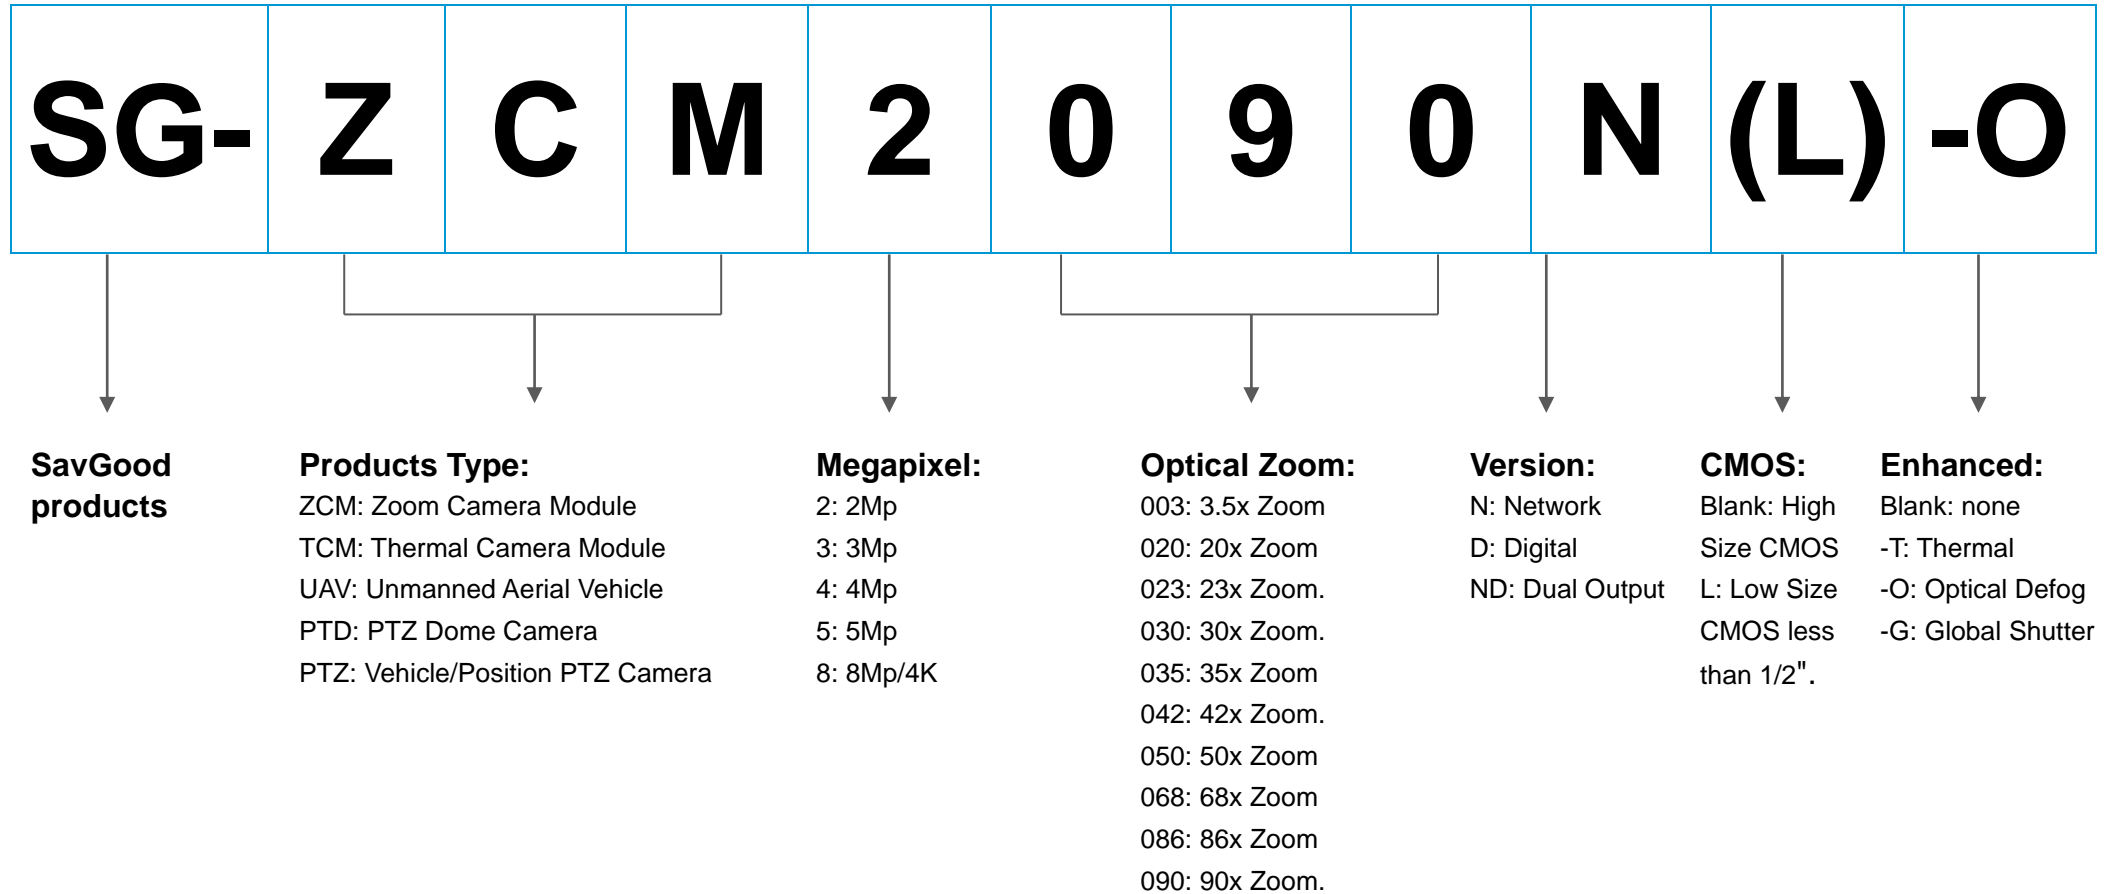 SG- Z C M 2 0 9 0 N (L) -O
SavGood
products
Products Type:
ZCM: Zoom Camera Module
TCM: Thermal Camera Module
UAV: Unmanned Aerial Vehicle
PTD: PTZ Dome Camera
PTZ: Vehicle/Position PTZ Camera
Megapixel:
2: 2Mp
3: 3Mp
4: 4Mp
5: 5Mp
8: 8Mp/4K
Optical Zoom:
003: 3.5x Zoom
020: 20x Zoom
023: 23x Zoom.
030: 30x Zoom.
035: 35x Zoom
042: 42x Zoom.
050: 50x Zoom
068: 68x Zoom
086: 86x Zoom
090: 90x Zoom.
Version:
N: Network
D: Digital
ND: Dual Output
CMOS:
Blank: High
Size CMOS
L: Low Size
CMOS less
than 1/2".
Enhanced:
Blank: none
-T: Thermal
-O: Optical Defog
-G: Global Shutter